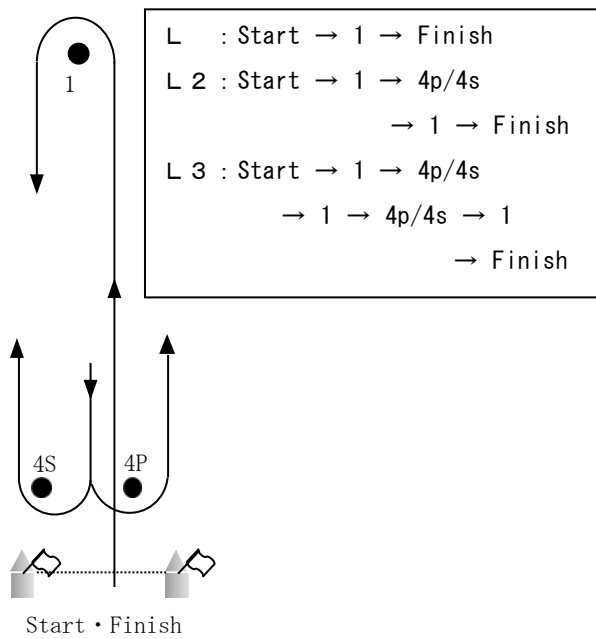 1
Ｌ : Start → 1 → Finish
Ｌ２ : Start → 1 → 4p/4s
→ 1 → Finish
Ｌ３ : Start → 1 → 4p/4s
→ 1 → 4p/4s → 1
→ Finish
4S 4P
Start・Finish